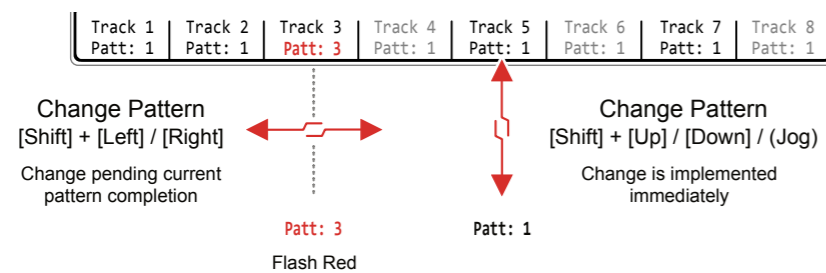 Track 1 Track 2 Track 3 Track 4 Track 5 Track 6 Track 7 Track 8
Patt: 1 Patt: 1 Patt: 3 Patt: 1 Patt: 1 Patt: 1 Patt: 1 Patt: 1
Change Pattern
[Shift] + [Left] / [Right]
Change pending current
pattern completion
Change Pattern
[Shift] + [Up] / [Down] / (Jog)
Change is implemented
immediately
Patt: 3
Patt: 1
Flash Red